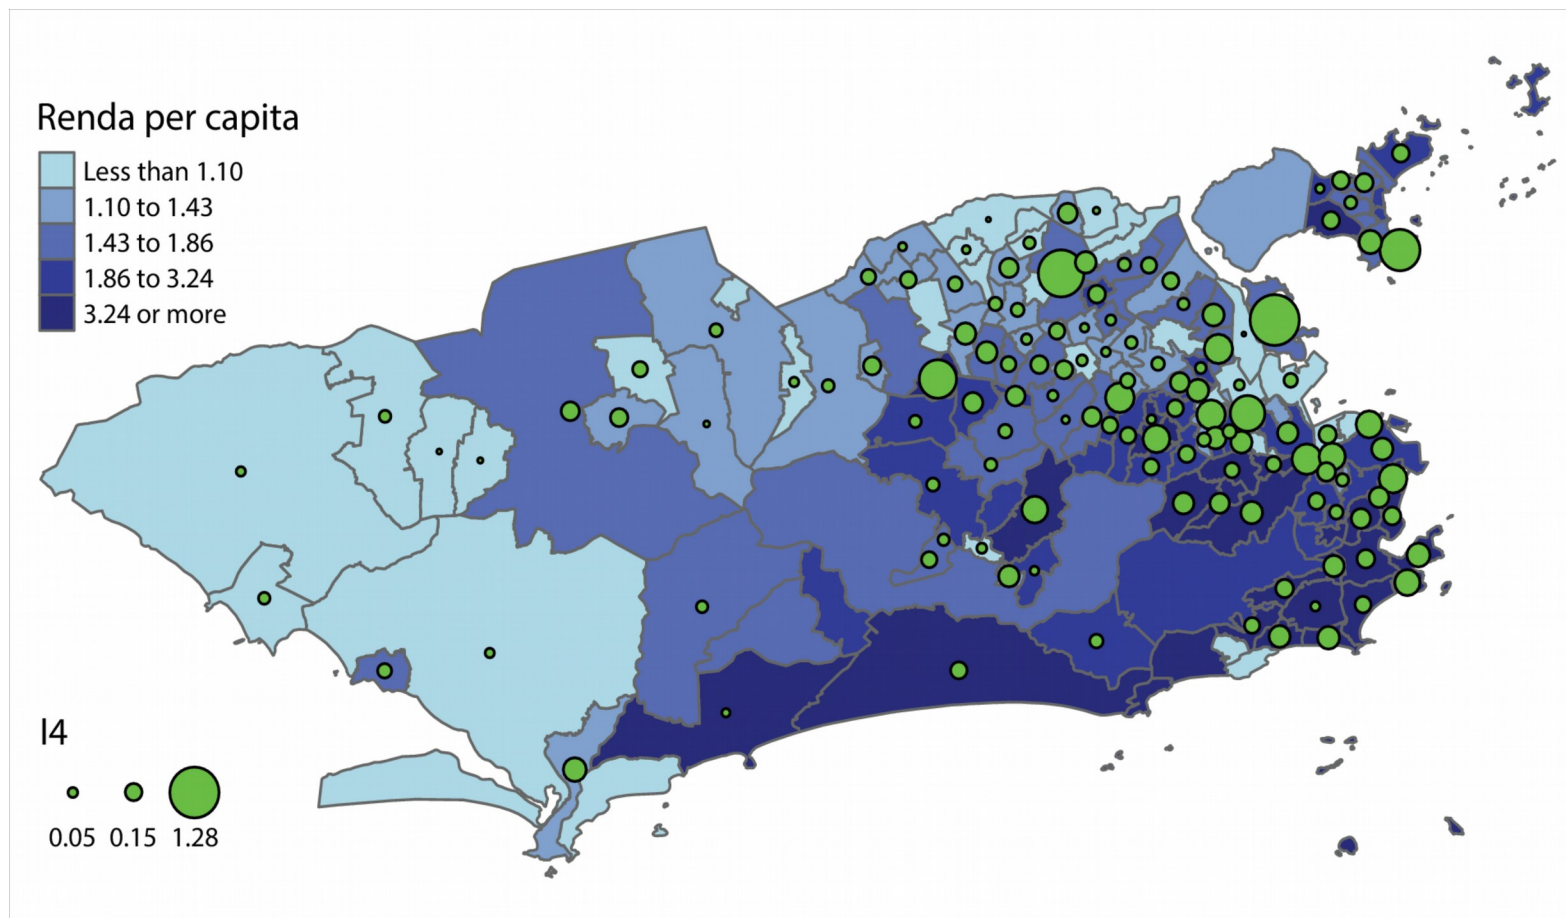 Renda per capita
Less than 1.10
1.10 to 1.43
1.43 to 1.86
1.86 to 3.24
3.24 or more
I4
0.05 0.15 1.28